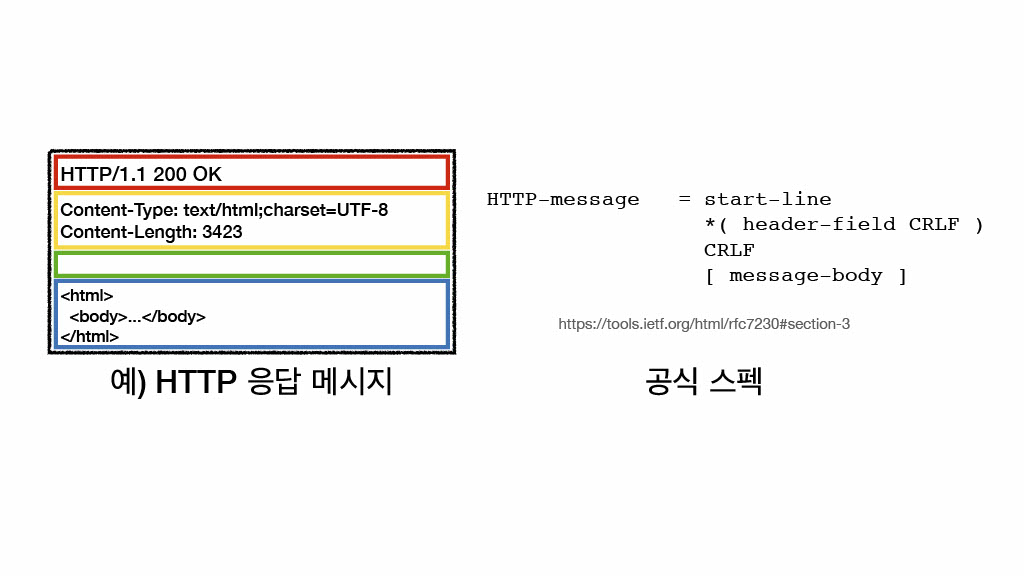 HTTP/1.1 200 OK
Content-Type: text/html;charset=UTF-8
Content-Length: 3423
<html>
<body>...</body>
</html>
예) HTTP 응답 메시지
HTTP-message = start-line
*( header-field CRLF )
CRLF
[ message-body ]
https://tools.ietf.org/html/rfc7230#section-3
공식 스펙